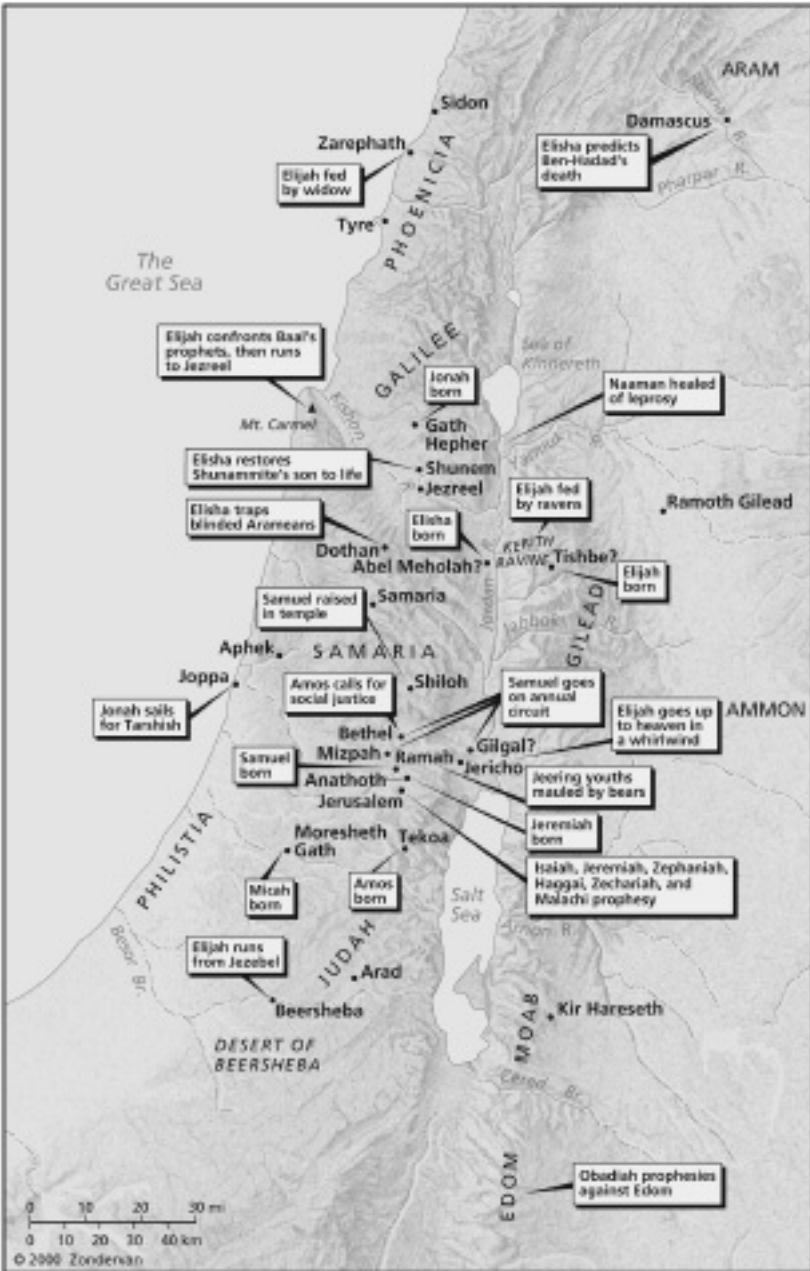 ARAM
Sidon
Damascus
Zarephath
Elisha predicts
Ben-Hadad's
death
Elijah fed
by widow
PHOENICIA
Pharpar R.
Tyre
The
Great Sea
Elijah confronts Baal's
prophets, then runs
to Jezreel
GALILEE
Sea of
Kinnereth
Jonah
born
Naaman healed
of leprosy
Kishon
Mt. Carmel
Gath
Hepher
Yarmuk R.
Elisha restores
Shunammite's son to life
Shunem
Jezreel
Elijah fed
by ravens
Ramoth Gilead
Elisha traps
blinded Arameans
Elisha
born
KERITH
RAVINE
Dothan
Abel Meholah?
Tishbe?
Elijah
born
Samuel raised
in temple
Samaria
Jordan R.
Jabbok R.
GILEAD
Aphek
SAMARIA
Joppa
Amos calls for
social justice
Shiloh
Samuel goes
on annual
circuit
Jonah sails
for Tarshish
Elijah goes up
to heaven in
a whirlwind
AMMON
Bethel
Gilgal?
Mizpah
Ramah
Jericho
Samuel
born
Anathoth
Jeering youths
mauled by bears
Jerusalem
Jeremiah
born
PHILISTIA
Moresheth
Gath
Tekoa
Isaiah, Jeremiah, Zephaniah,
Haggai, Zechariah, and
Malachi prophesy
Micah
born
Amos
born
Salt
Sea
Arnon R.
Besor Br.
Elijah runs
from Jezebel
JUDAH
Arad
Beersheba
MOAB
Kir Hareseth
DESERT OF
BEERSHEBA
Zered Br.
EDOM
Obadiah prophesies
against Edom
0 10 20 30 mi
0 10 20 30 40 km
© 2000 Zondervan